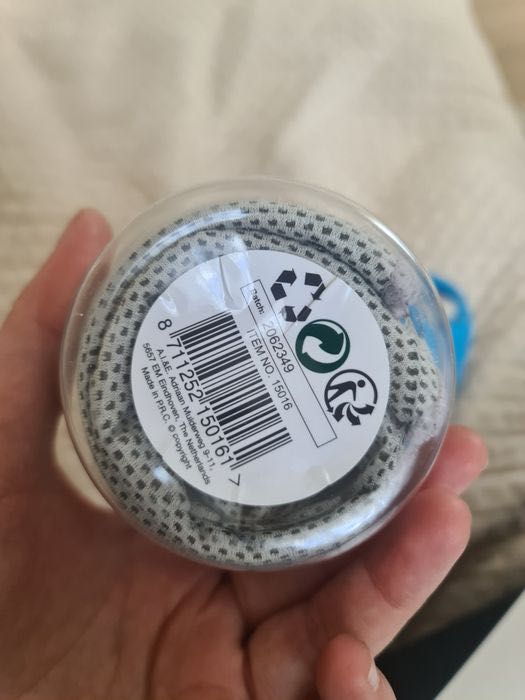 Batch: 2062349
ITEM NO. 15016
8 711252 150161 >
A.I.&E. Adriaan Mulderweg 9-11,
5657 EM Eindhoven, The Netherlands
Made in P.R.C. © copyright